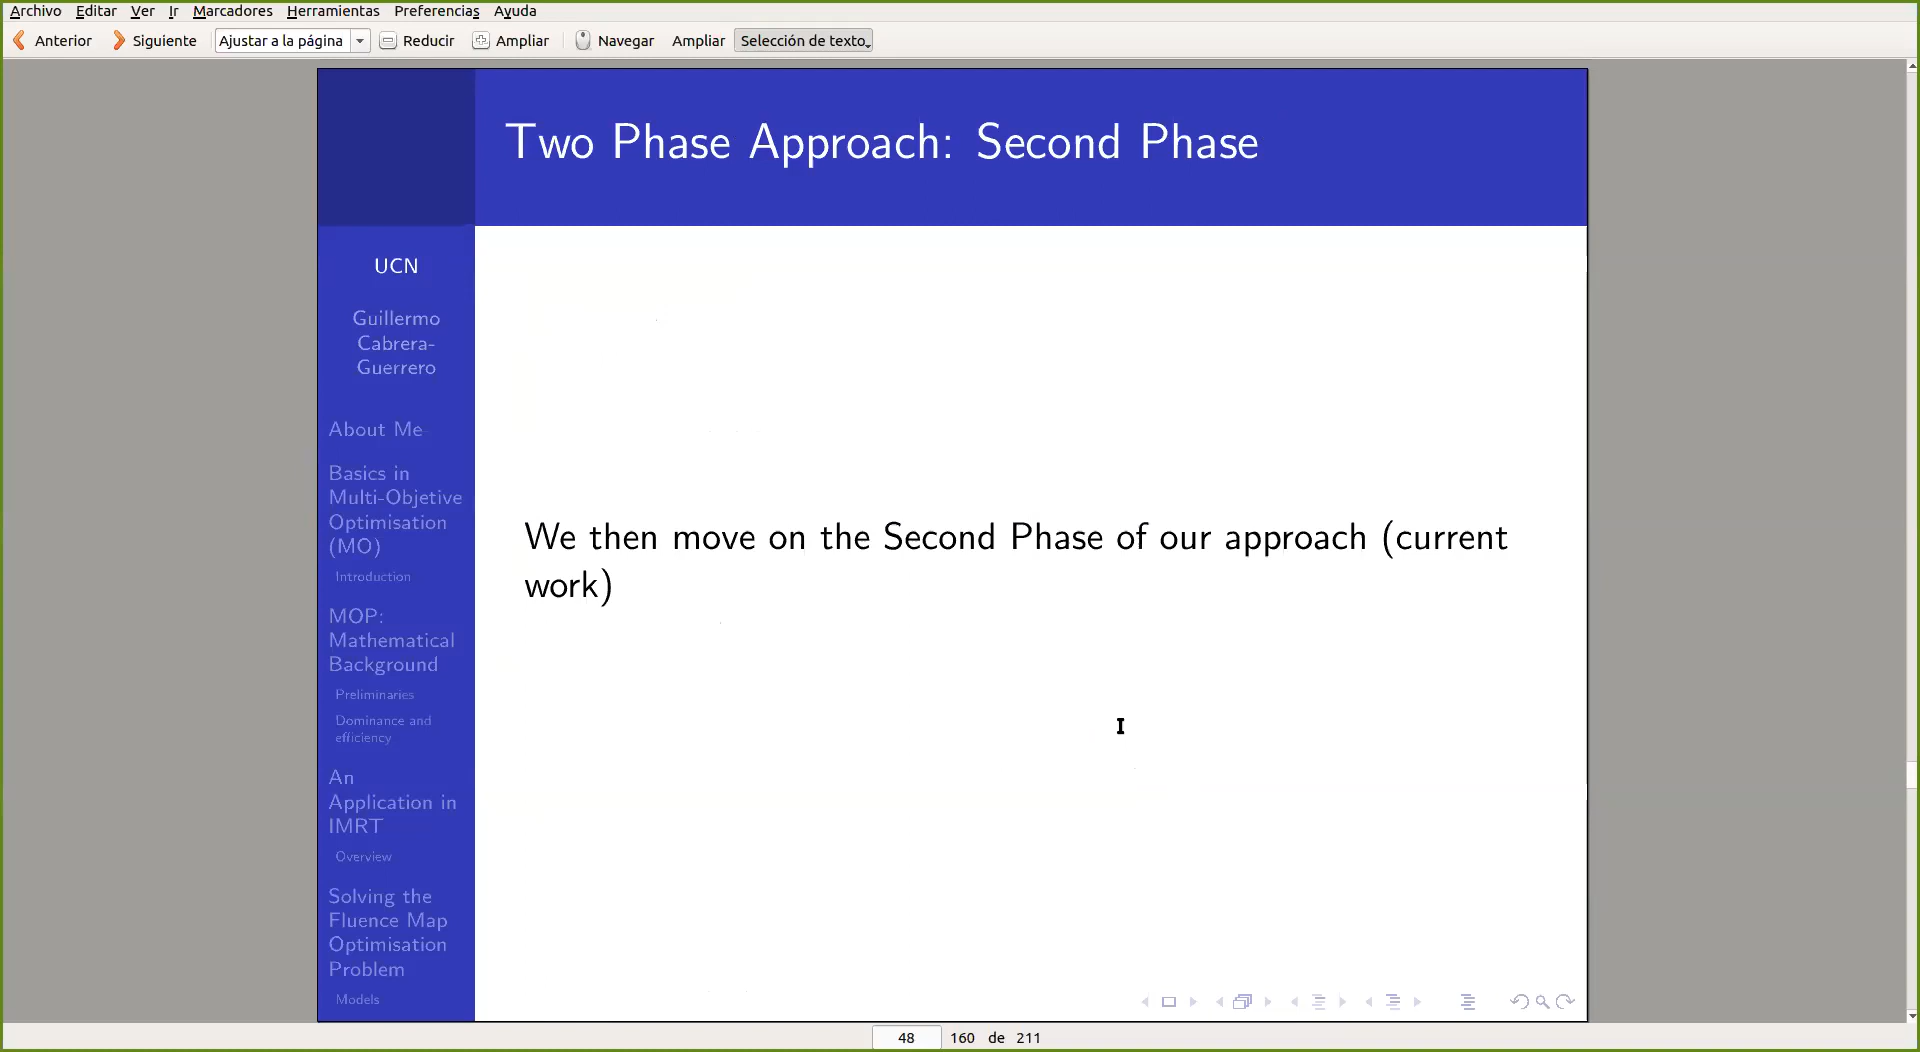 Archivo Editar Ver Ir Marcadores Herramientas Preferencias Ayuda
Anterior Siguiente Ajustar a la página Reducir Ampliar Navegar Ampliar Selección de texto
Two Phase Approach: Second Phase
UCN
Guillermo
Cabrera-
Guerrero
About Me
Basics in
Multi-Objetive
Optimisation
(MO)
Introduction
MOP:
Mathematical
Background
Preliminaries
Dominance and
efficiency
An
Application in
IMRT
Overview
Solving the
Fluence Map
Optimisation
Problem
Models
We then move on the Second Phase of our approach (current
work)
48 160 de 211